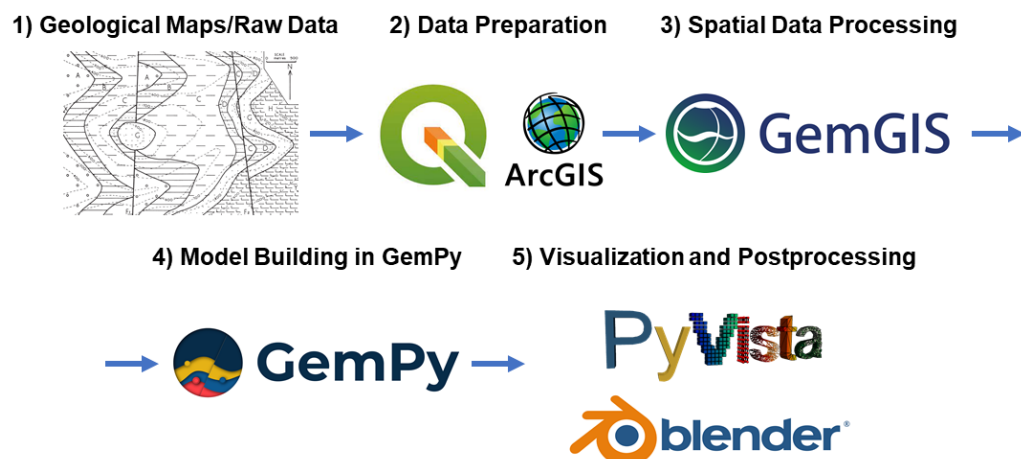 1) Geological Maps/Raw Data
2) Data Preparation
3) Spatial Data Processing
A
A
B
B
C
C
H
N
ArcGIS
GemGIS
4) Model Building in GemPy
5) Visualization and Postprocessing
GemPy
PyVista
blender®